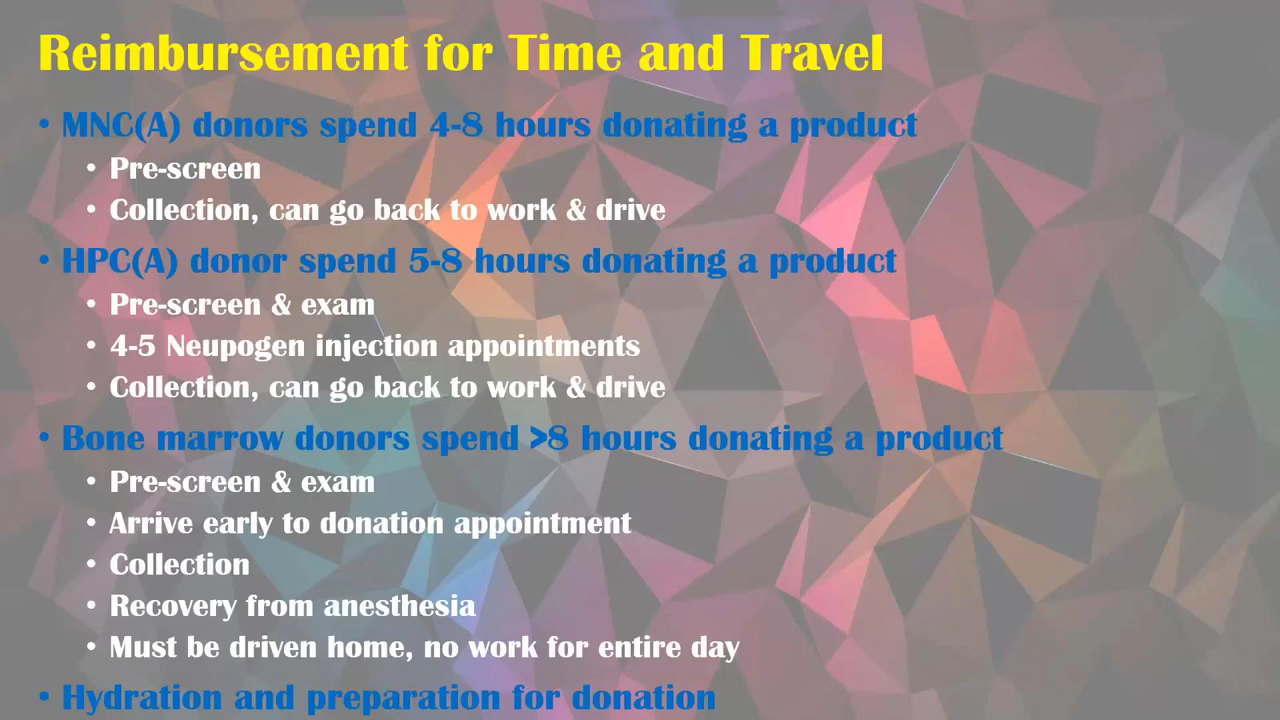 Reimbursement for Time and Travel
• MNC(A) donors spend 4-8 hours donating a product
• Pre-screen
• Collection, can go back to work & drive
• HPC(A) donor spend 5-8 hours donating a product
• Pre-screen & exam
• 4-5 Neupogen injection appointments
• Collection, can go back to work & drive
• Bone marrow donors spend >8 hours donating a product
• Pre-screen & exam
• Arrive early to donation appointment
• Collection
• Recovery from anesthesia
• Must be driven home, no work for entire day
• Hydration and preparation for donation